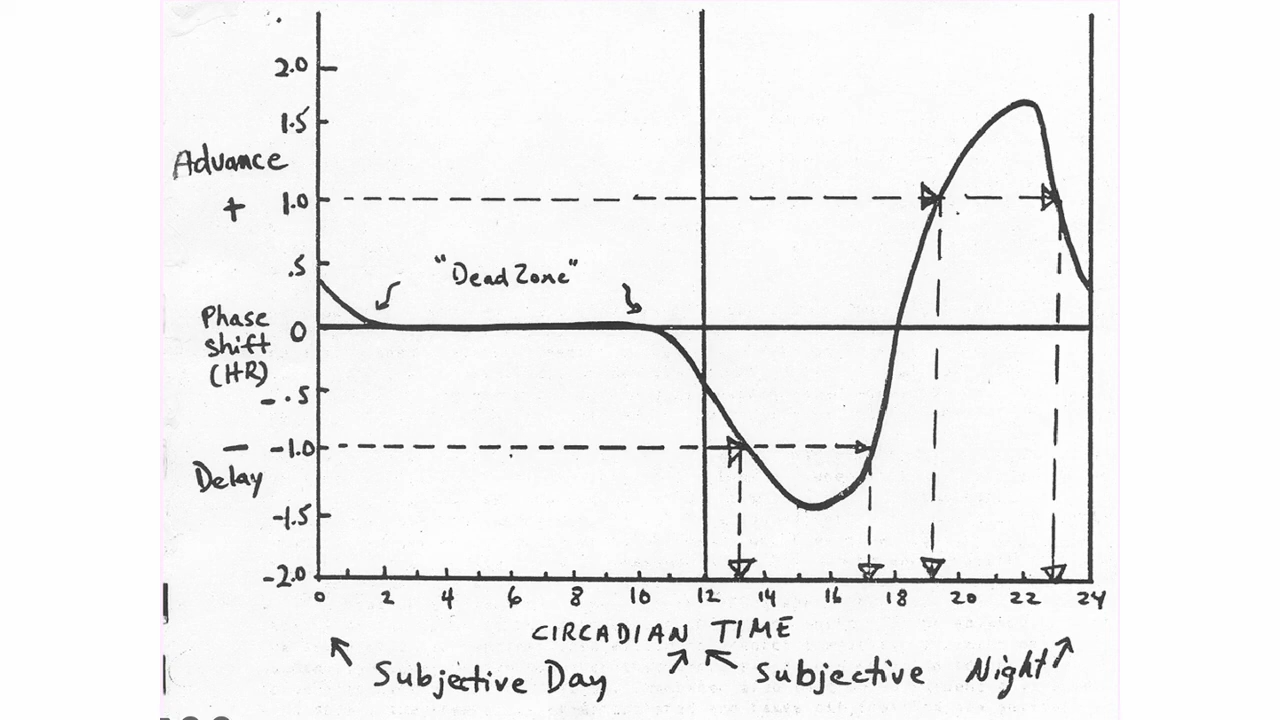 2.0
1.5
Advance
+
1.0
.5
"Dead Zone"
Phase
shift
(HR)
0
-.5
-
-1.0
Delay
-1.5
-2.0
0 2 4 6 8 10 12 14 16 18 20 22 24
CIRCADIAN TIME
Subjective Day
Subjective Night